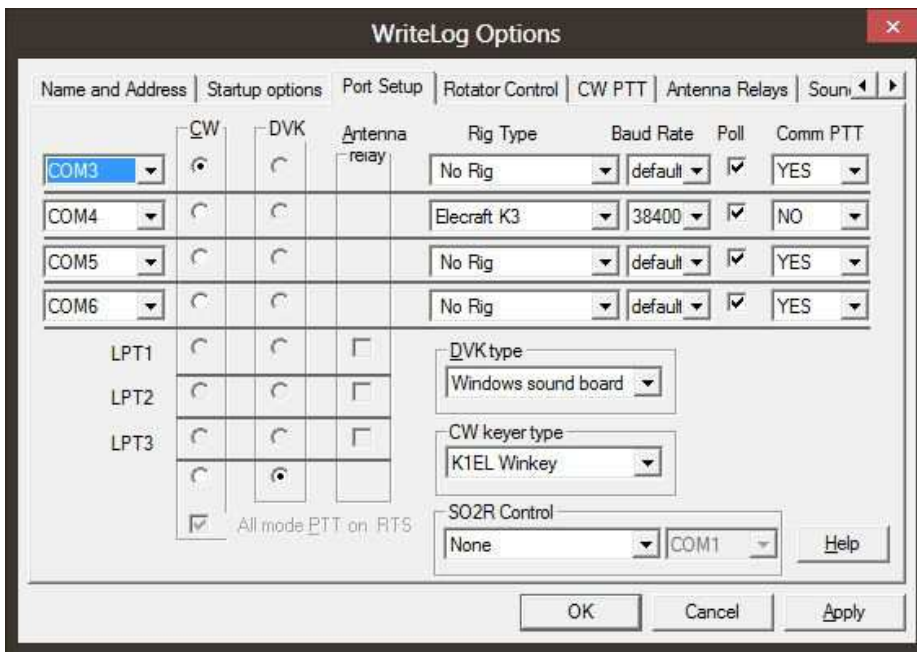 WriteLog Options
Name and Address Startup options Port Setup Rotator Control CW PTT Antenna Relays Soun
CW DVK Antenna relay Rig Type Baud Rate Poll Comm PTT
COM3 No Rig default YES
COM4 Elecraft K3 38400 NO
COM5 No Rig default YES
COM6 No Rig default YES
LPT1
DVK type
Windows sound board
LPT2
LPT3
CW keyer type
K1EL Winkey
All mode PTT on RTS
SO2R Control
None COM1 Help
OK Cancel Apply